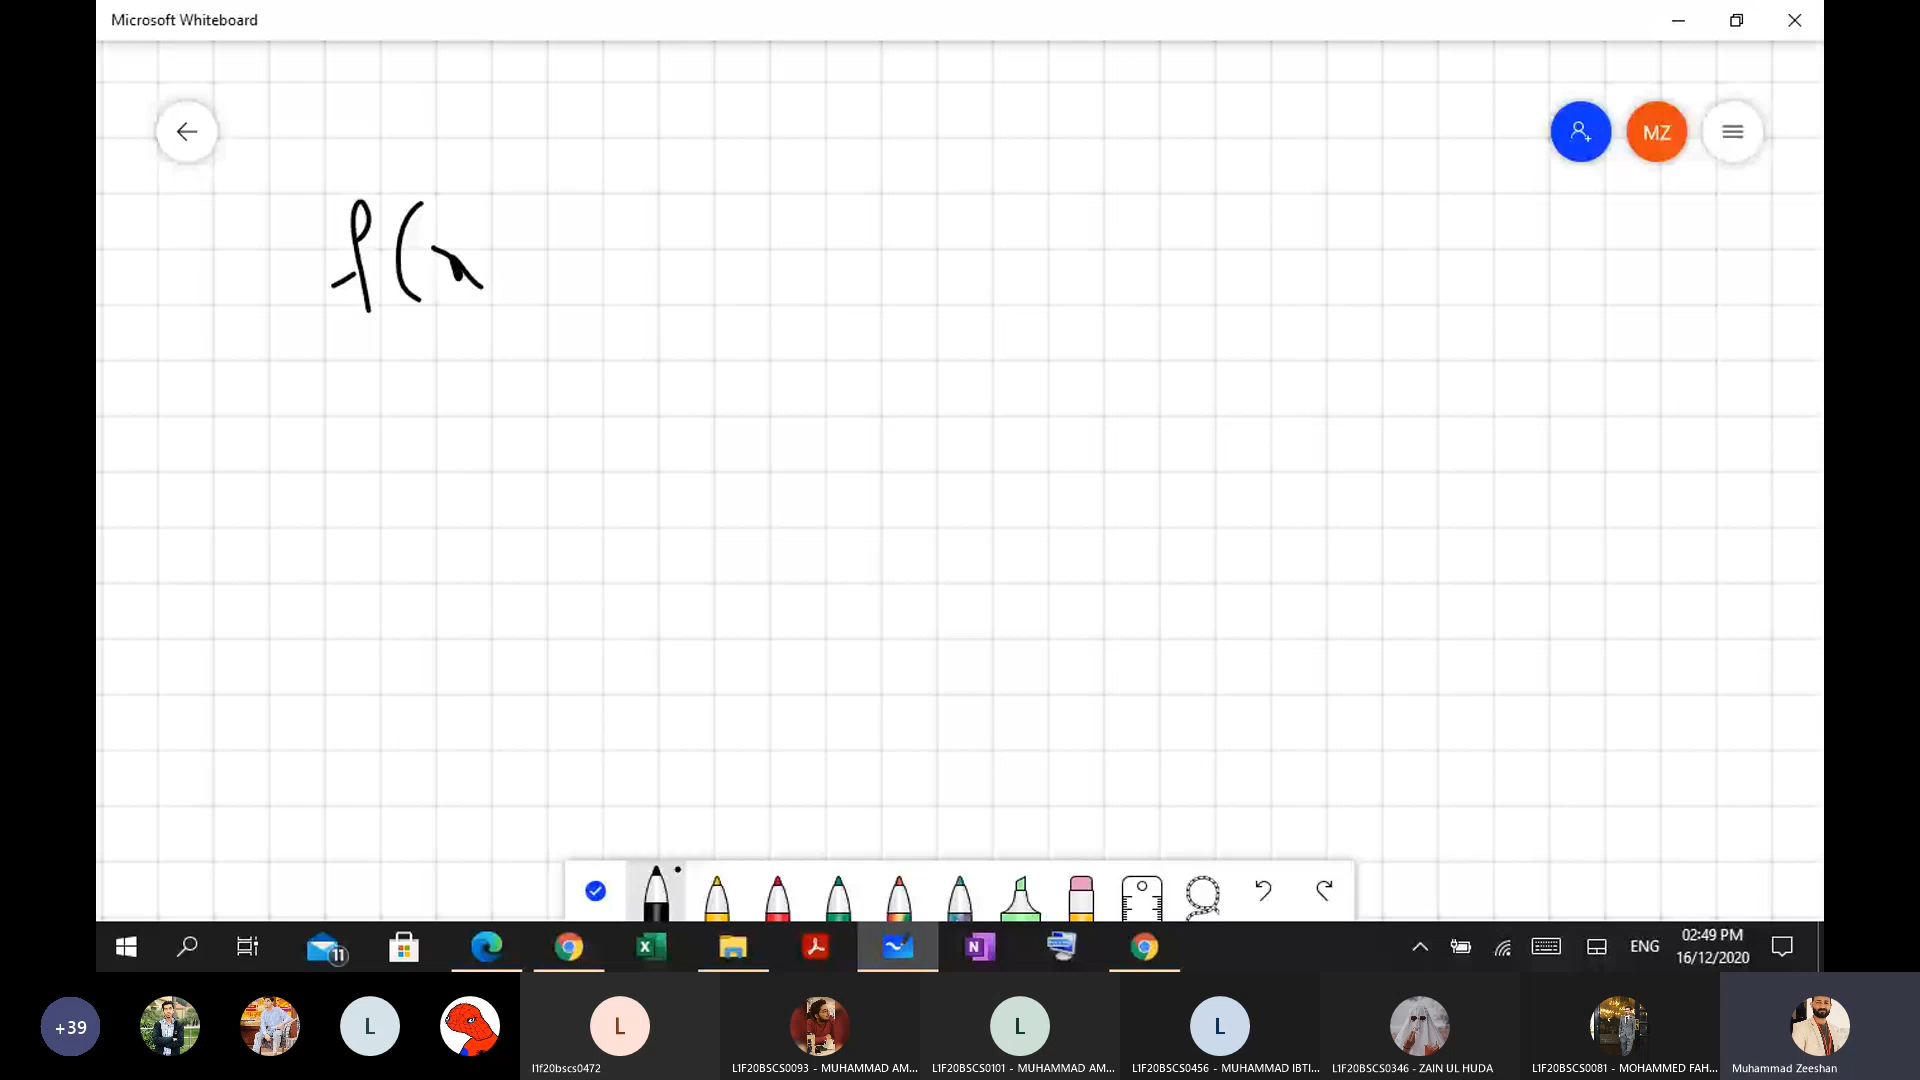 Microsoft Whiteboard
MZ
f(x
11
ENG
02:49 PM
16/12/2020
+39
L
L
L
L
l1f20bscs0472
L1F20BSCS0093 - MUHAMMAD AM...
L1F20BSCS0101 - MUHAMMAD AM...
L1F20BSCS0456 - MUHAMMAD IBTI...
L1F20BSCS0346 - ZAIN UL HUDA
L1F20BSCS0081 - MOHAMMED FAH...
Muhammad Zeeshan